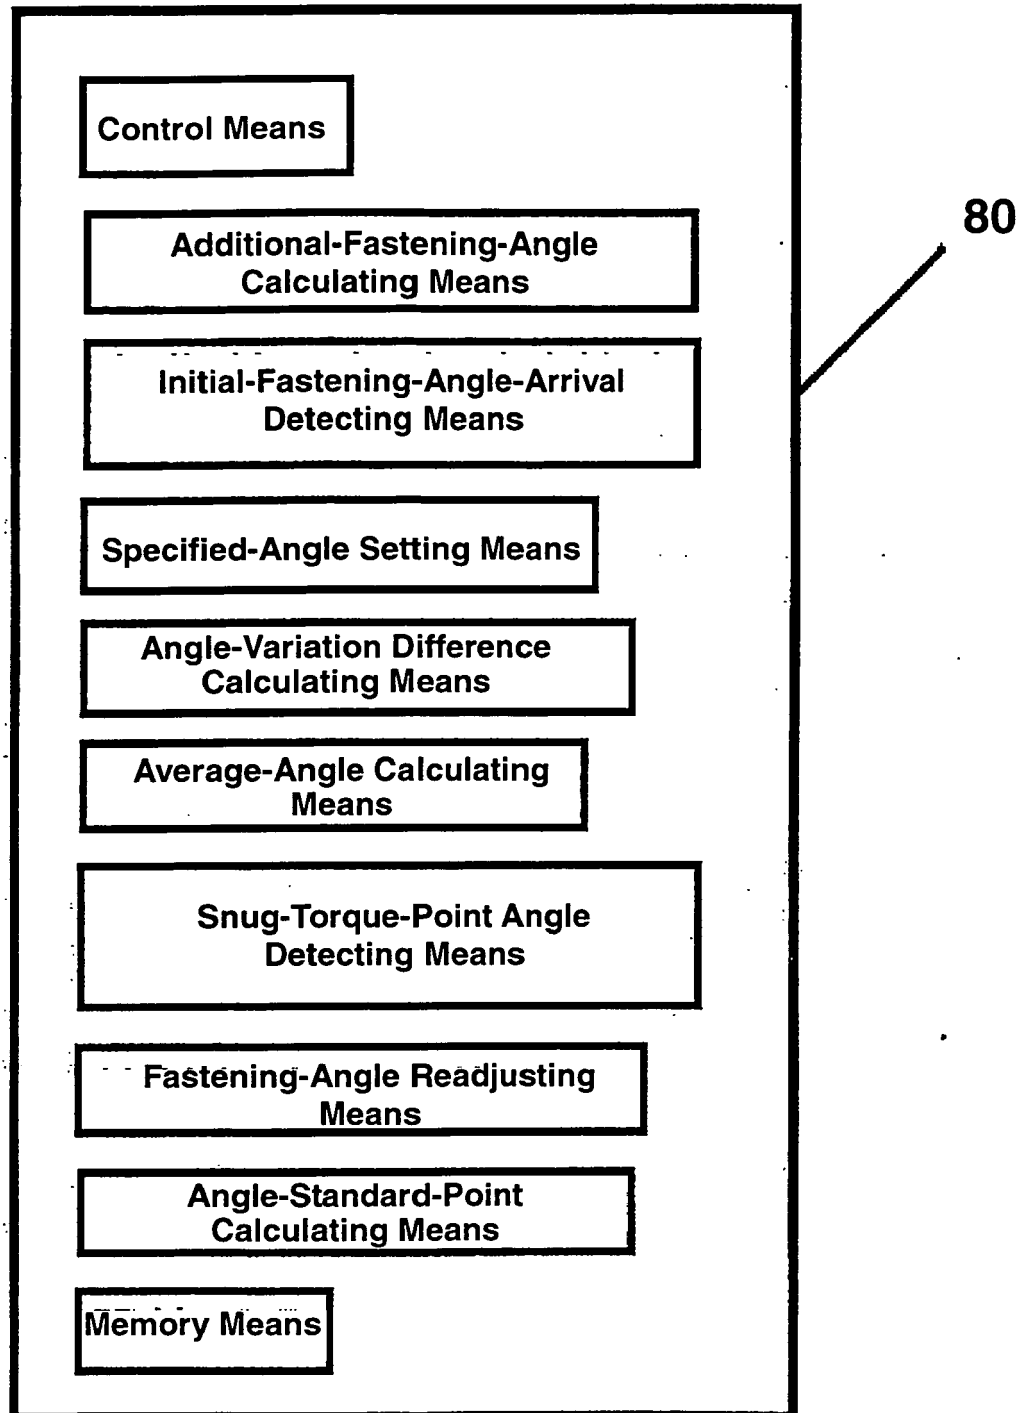 Control Means
80
Additional-Fastening-Angle
Calculating Means
Initial-Fastening-Angle-Arrival
Detecting Means
Specified-Angle Setting Means
Angle-Variation Difference
Calculating Means
Average-Angle Calculating
Means
Snug-Torque-Point Angle
Detecting Means
Fastening-Angle Readjusting
Means
Angle-Standard-Point
Calculating Means
Memory Means